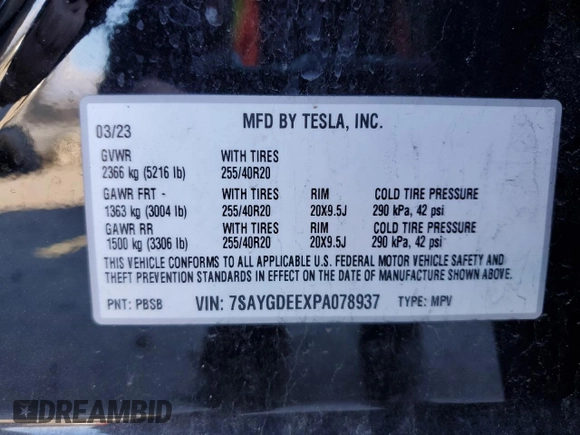 03/23 MFD BY TESLA, INC.
GVWR WITH TIRES
2366 kg (5216 lb) 255/40R20
GAWR FRT - WITH TIRES RIM COLD TIRE PRESSURE
1363 kg (3004 lb) 255/40R20 20X9.5J 290 kPa, 42 psi
GAWR RR WITH TIRES RIM COLD TIRE PRESSURE
1500 kg (3306 lb) 255/40R20 20X9.5J 290 kPa, 42 psi
THIS VEHICLE CONFORMS TO ALL APPLICABLE U.S. FEDERAL MOTOR VEHICLE SAFETY AND
THEFT PREVENTION STANDARDS IN EFFECT ON THE DATE OF MANUFACTURE SHOWN ABOVE.
PNT: PBSB VIN: 7SAYGDEEXPA078937 TYPE: MPV
DREAMBID